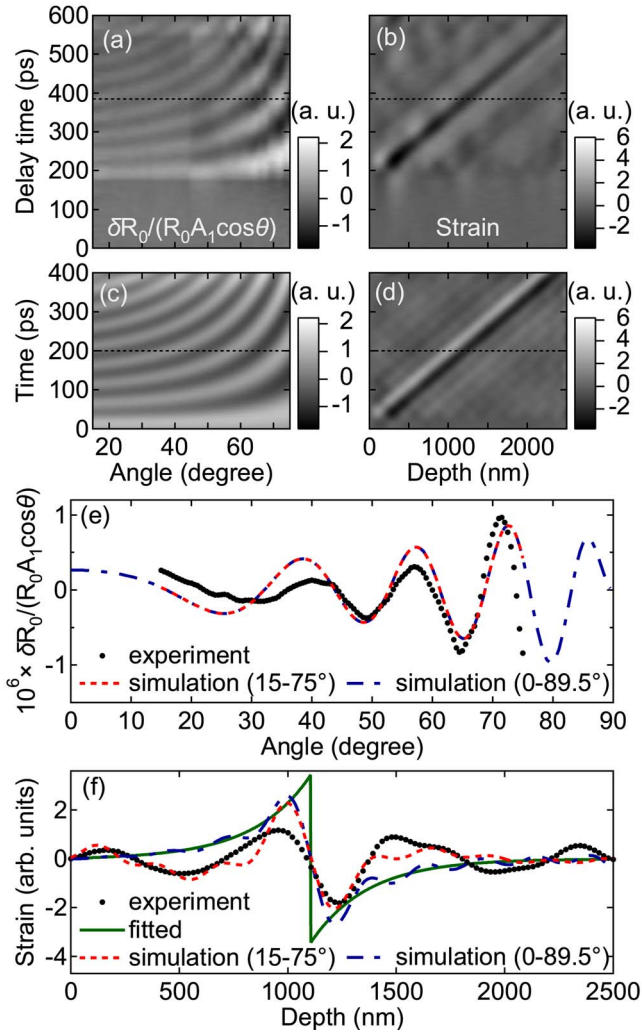 (a)
(b)
600
500
400
300
200
100
0
Delay time (ps)
(a. u.)
2
1
0
-1
δR₀/(R₀A₁cosθ)
Strain
(a. u.)
6
4
2
0
-2
(c)
(d)
400
300
200
100
0
Time (ps)
(a. u.)
2
1
0
-1
(a. u.)
6
4
2
0
-2
20 40 60
Angle (degree)
0 1000 2000
Depth (nm)
(e)
10⁶× δR₀/(R₀A₁cosθ)
1
0
-1
experiment
simulation (15-75°) simulation (0-89.5°)
0 10 20 30 40 50 60 70 80 90
Angle (degree)
(f)
Strain (arb. units)
2
0
-2
-4
experiment
fitted
simulation (15-75°) simulation (0-89.5°)
0 500 1000 1500 2000 2500
Depth (nm)